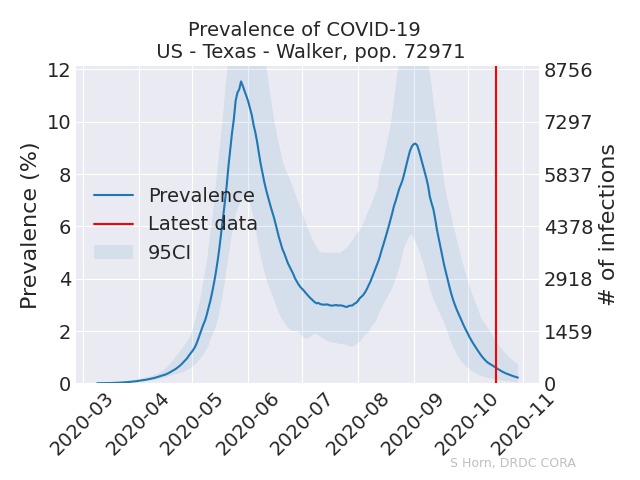 Prevalence of COVID-19
US - Texas - Walker, pop. 72971
Prevalence (%)
12
10
8
6
4
2
0
8756
7297
5837
4378
2918
1459
0
# of infections
Prevalence
Latest data
95CI
2020-03
2020-04
2020-05
2020-06
2020-07
2020-08
2020-09
2020-10
2020-11
S Horn, DRDC CORA